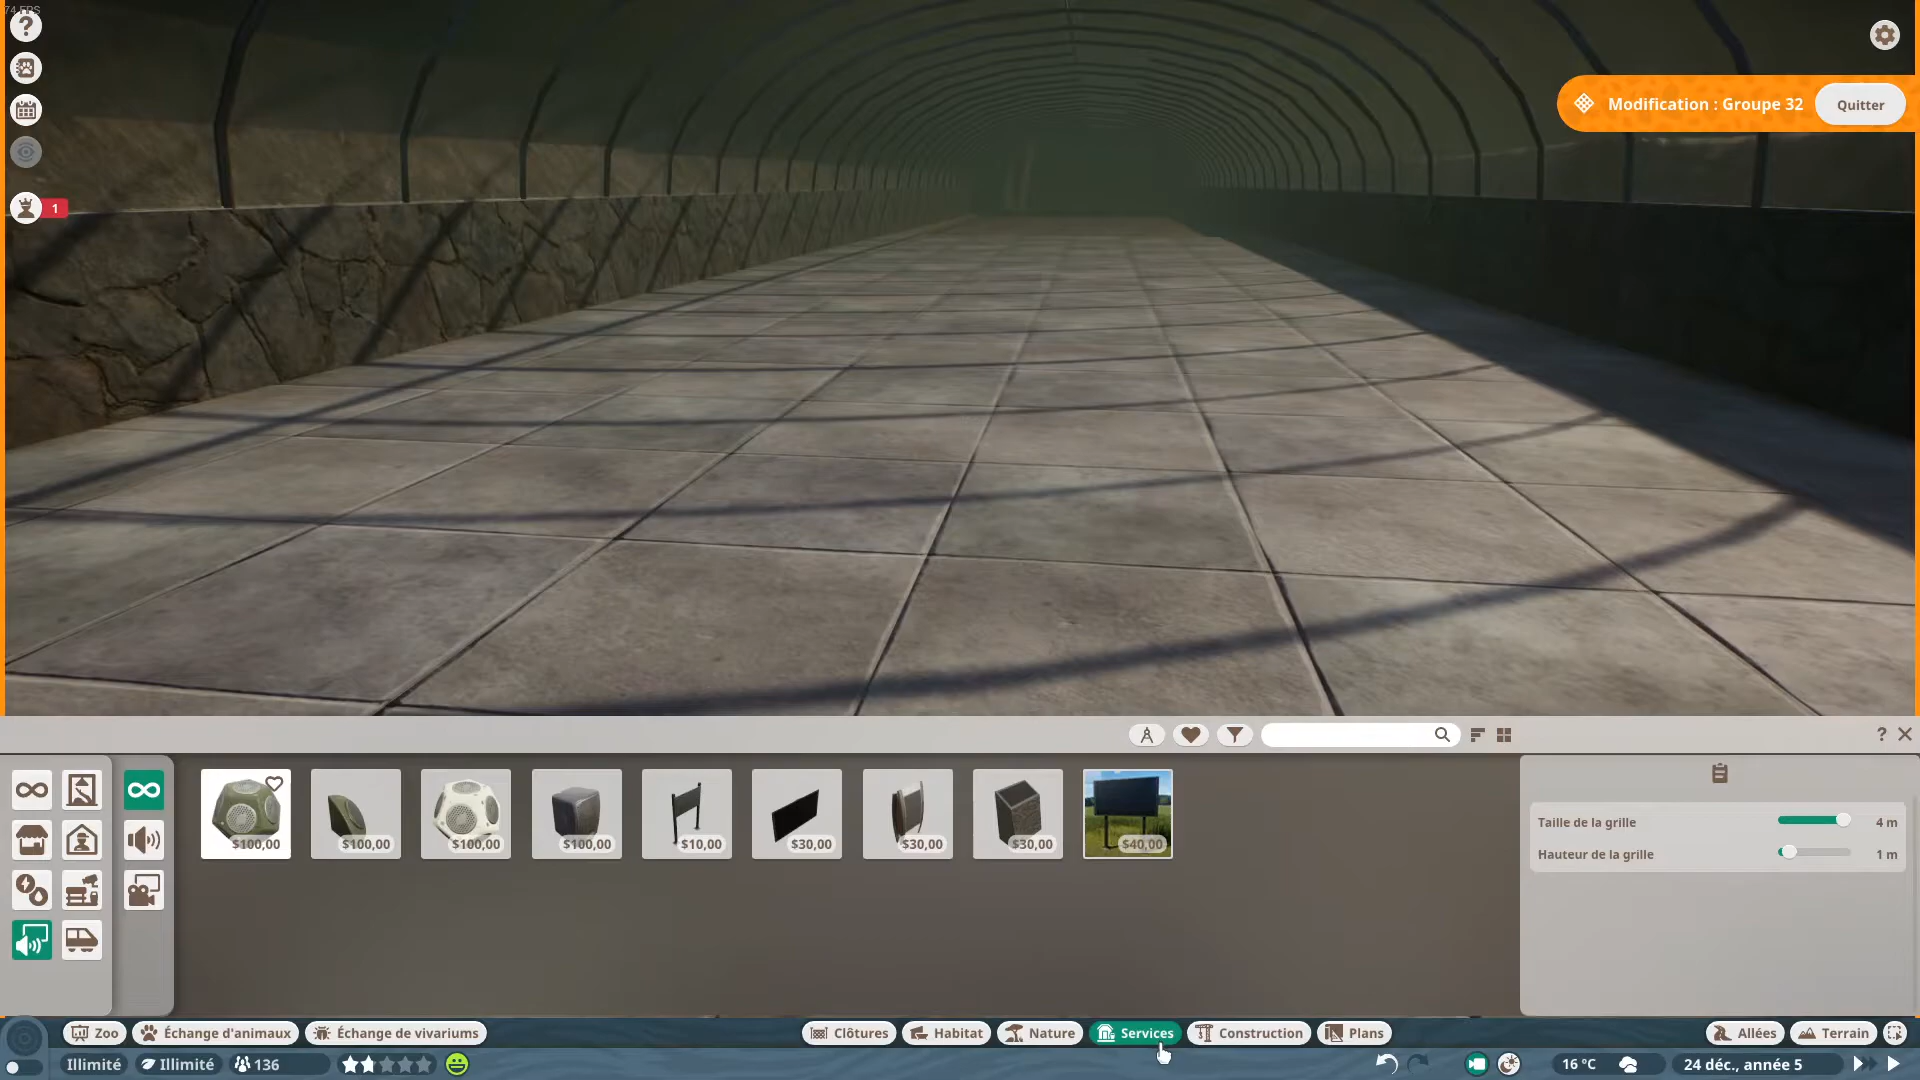 74 FPS
Modification : Groupe 32
Quitter
1
$100,00
$100,00
$100,00
$100,00
$10,00
$30,00
$30,00
$30,00
$40,00
Taille de la grille 4 m
Hauteur de la grille 1 m
Zoo
Échange d'animaux
Échange de vivariums
Clôtures
Habitat
Nature
Services
Construction
Plans
Allées
Terrain
Illimité
Illimité
136
16 °C
24 déc., année 5